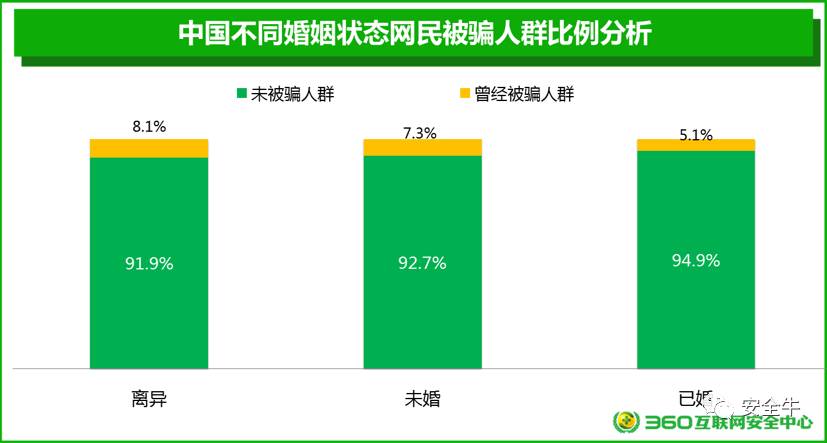 中国不同婚姻状态网民被骗人群比例分析
未被骗人群 曾经被骗人群
8.1% 7.3% 5.1%
91.9% 92.7% 94.9%
离异 未婚 已婚
安全牛
360互联网安全中心